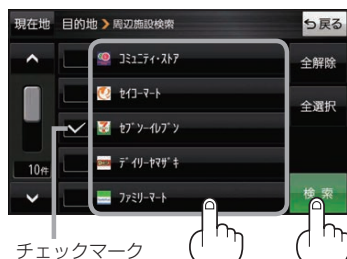 現在地 目的地 > 周辺施設検索 戻る
ｺﾐｭﾆﾃｨ･ｽﾄｱ 全解除
ｾｲｺｰﾏｰﾄ
全選択
ｾﾌﾞﾝ-ｲﾚﾌﾞﾝ
ﾃﾞｲﾘｰﾔﾏｻﾞｷ
10件
ﾌｧﾐﾘｰﾏｰﾄ 検索
チェックマーク